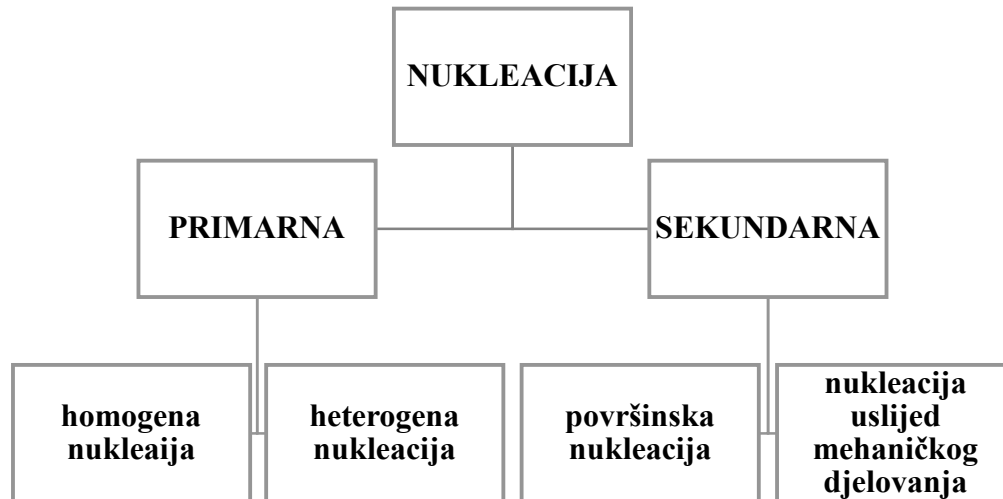 NUKLEACIJA
PRIMARNA
SEKUNDARNA
homogena
nukleaija
heterogena
nukleacija
površinska
nukleacija
nukleacija
uslijed
mehaničkog
djelovanja